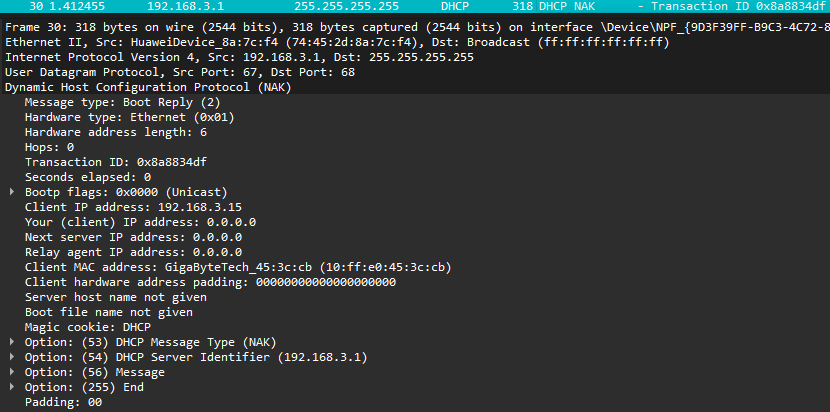 30 1.412455 192.168.3.1 255.255.255.255 DHCP 318 DHCP NAK - Transaction ID 0x8a8834df
Frame 30: 318 bytes on wire (2544 bits), 318 bytes captured (2544 bits) on interface \Device\NPF_{9D3F39FF-B9C3-4C72-8
Ethernet II, Src: HuaweiDevice_8a:7c:f4 (74:45:2d:8a:7c:f4), Dst: Broadcast (ff:ff:ff:ff:ff:ff)
Internet Protocol Version 4, Src: 192.168.3.1, Dst: 255.255.255.255
User Datagram Protocol, Src Port: 67, Dst Port: 68
Dynamic Host Configuration Protocol (NAK)
Message type: Boot Reply (2)
Hardware type: Ethernet (0x01)
Hardware address length: 6
Hops: 0
Transaction ID: 0x8a8834df
Seconds elapsed: 0
Bootp flags: 0x0000 (Unicast)
Client IP address: 192.168.3.15
Your (client) IP address: 0.0.0.0
Next server IP address: 0.0.0.0
Relay agent IP address: 0.0.0.0
Client MAC address: GigaByteTech_45:3c:cb (10:ff:e0:45:3c:cb)
Client hardware address padding: 00000000000000000000
Server host name not given
Boot file name not given
Magic cookie: DHCP
Option: (53) DHCP Message Type (NAK)
Option: (54) DHCP Server Identifier (192.168.3.1)
Option: (56) Message
Option: (255) End
Padding: 00